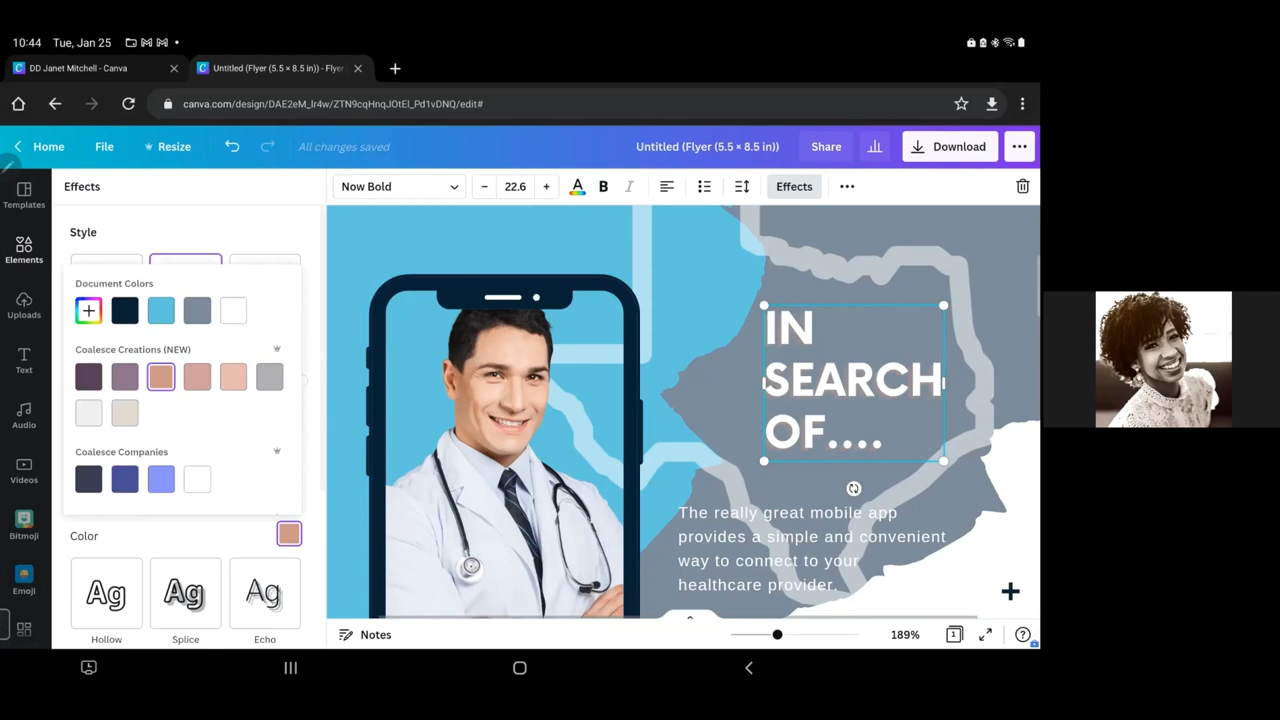 10:44 Tue, Jan 25
DD Janet Mitchell - Canva
Untitled (Flyer (5.5 × 8.5 in)) - Flyer
canva.com/design/DAE2eM_Ir4w/ZTN9cqHnqJOtEl_Pd1vDNQ/edit#
Home
File
Resize
All changes saved
Untitled (Flyer (5.5 × 8.5 in))
Share
Download
Templates
Elements
Uploads
Text
Audio
Videos
Bitmoji
Emoji
Effects
Style
Document Colors
Coalesce Creations (NEW)
Coalesce Companies
Color
Ag
Ag
Ag
Hollow
Splice
Echo
Now Bold
22.6
A
B
I
Effects
IN
SEARCH
OF....
The really great mobile app
provides a simple and convenient
way to connect to your
healthcare provider.
Notes
189%
1